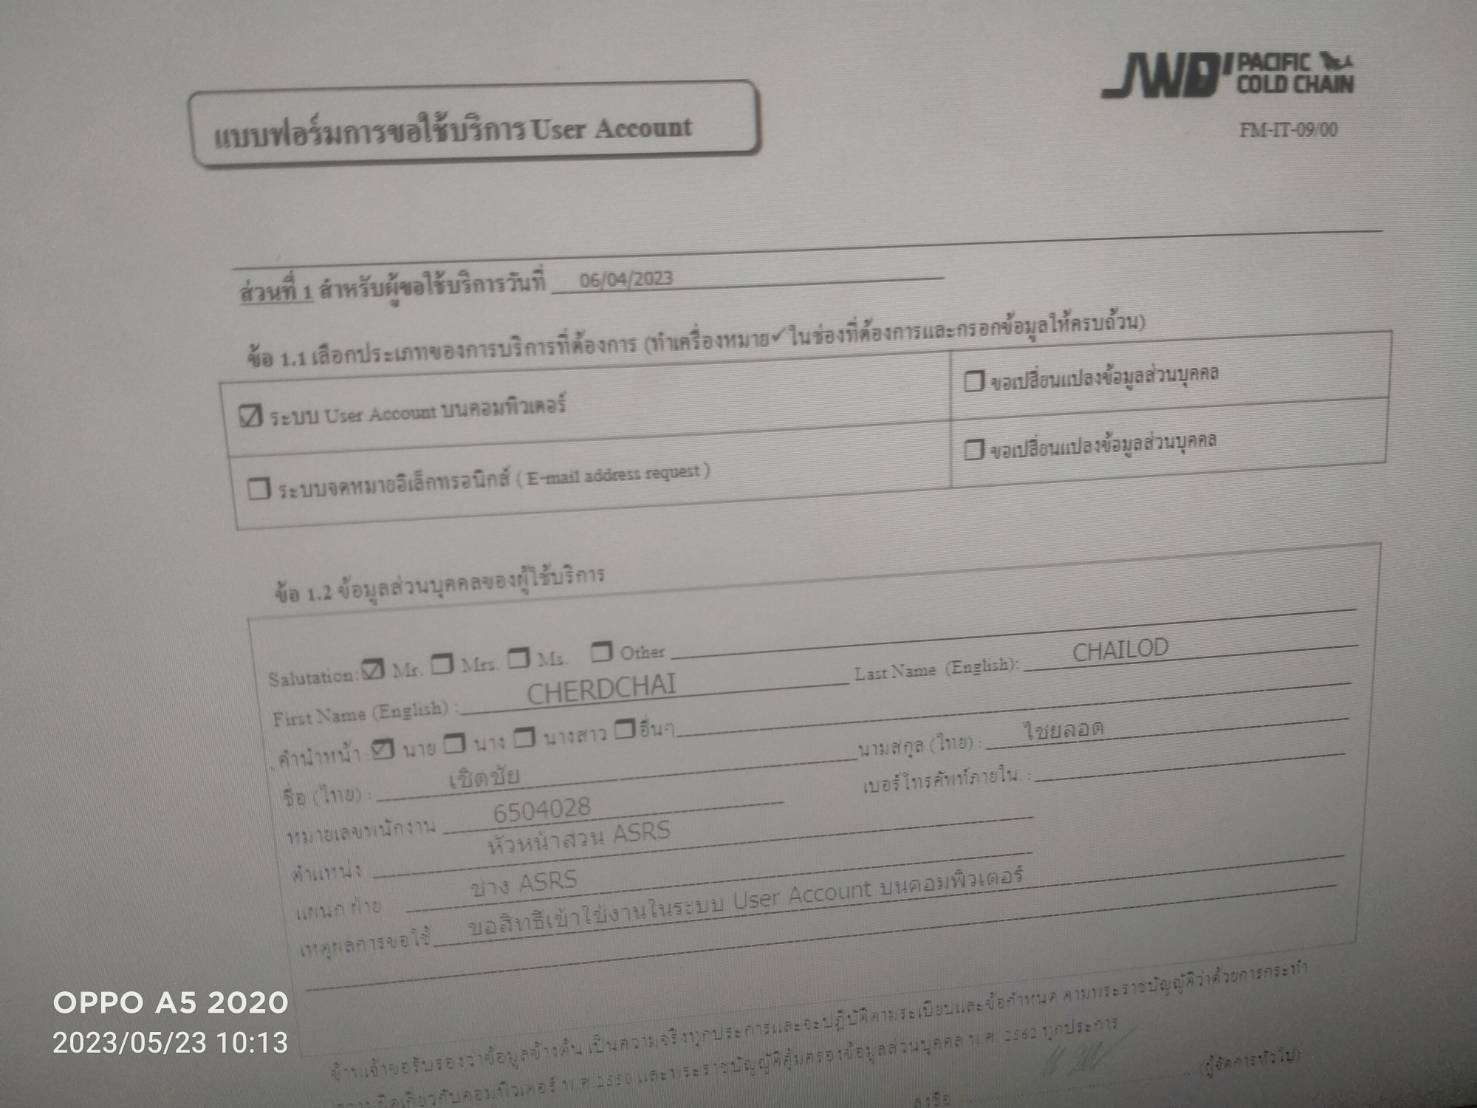 JWD PACIFIC
COLD CHAIN
แบบฟอร์มการขอใช้บริการ User Account
FM-IT-09/00
ส่วนที่ 1 สำหรับผู้ขอใช้บริการวันที่ 06/04/2023
ข้อ 1.1 เลือกประเภทของการบริการที่ต้องการ (ทำเครื่องหมาย✓ ในช่องที่ต้องการและกรอกข้อมูลให้ครบถ้วน)
☑ ระบบ User Account บนคอมพิวเตอร์ ☐ ขอเปลี่ยนแปลงข้อมูลส่วนบุคคล
☐ ระบบจดหมายอิเล็กทรอนิกส์ ( E-mail address request ) ☐ ขอเปลี่ยนแปลงข้อมูลส่วนบุคคล
ข้อ 1.2 ข้อมูลส่วนบุคคลของผู้ใช้บริการ
Salutation: ☑ Mr. ☐ Mrs. ☐ Ms. ☐ Other
First Name (English) : CHERDCHAI Last Name (English): CHAILOD
คำนำหน้า : ☑ นาย ☐ นาง ☐ นางสาว ☐ อื่นๆ
ชื่อ (ไทย) : เชิดชัย นามสกุล (ไทย) : ไชยลอด
หมายเลขพนักงาน 6504028 เบอร์โทรศัพท์ภายใน :
ตำแหน่ง หัวหน้าส่วน ASRS
แผนก/ฝ่าย ช่าง ASRS
เหตุผลการขอใช้ ขอสิทธิ์เข้าใช้งานในระบบ User Account บนคอมพิวเตอร์
ข้าพเจ้าขอรับรองว่าข้อมูลข้างต้น เป็นความจริงทุกประการและจะปฏิบัติตามระเบียบและข้อกำหนด ตามพระราชบัญญัติว่าด้วยการกระทำ
ความผิดเกี่ยวกับคอมพิวเตอร์ พ.ศ.2550 และพระราชบัญญัติคุ้มครองข้อมูลส่วนบุคคล พ.ศ. 2562 ทุกประการ
ลงชื่อ (ผู้จัดการทั่วไป)
OPPO A5 2020
2023/05/23 10:13